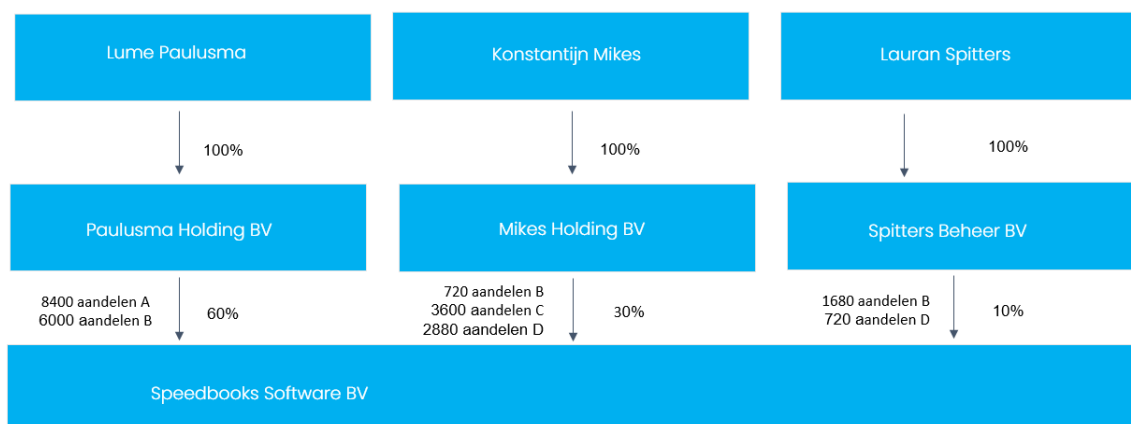 Lume Paulusma
Konstantijn Mikes
Lauran Spitters
100%
100%
100%
Paulusma Holding BV
Mikes Holding BV
Spitters Beheer BV
8400 aandelen A
6000 aandelen B
60%
720 aandelen B
3600 aandelen C
2880 aandelen D
30%
1680 aandelen B
720 aandelen D
10%
Speedbooks Software BV